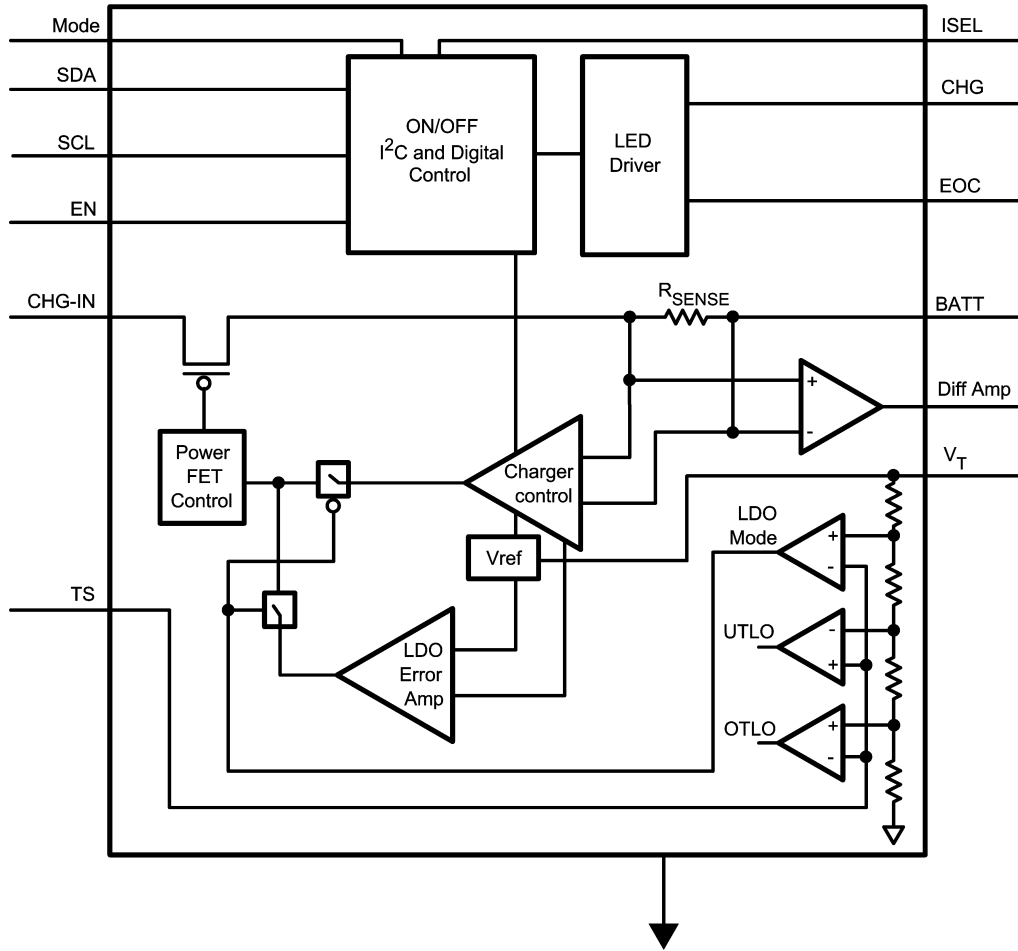 Mode
ISEL
SDA
CHG
ON/OFF
I2C and Digital
Control
LED
Driver
SCL
EN
EOC
CHG-IN
RSENSE
BATT
+
-
Diff Amp
Power
FET
Control
Charger
control
VT
LDO
Mode
+
-
Vref
TS
UTLO
-
+
LDO
Error
Amp
OTLO
+
-